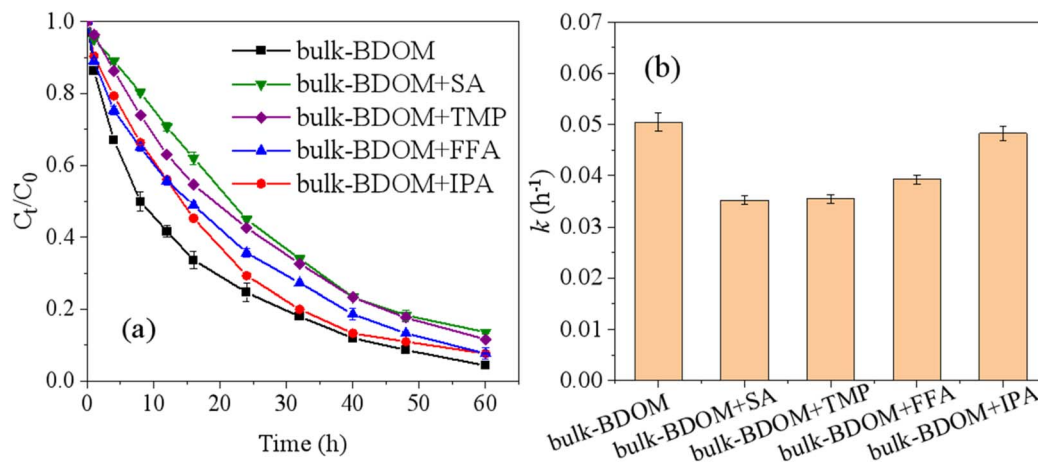 1.0
0.8
0.6
0.4
0.2
0.0
C_t/C_0
bulk-BDOM
bulk-BDOM+SA
bulk-BDOM+TMP
bulk-BDOM+FFA
bulk-BDOM+IPA
(a)
0 10 20 30 40 50 60
Time (h)
0.07
0.06
0.05
0.04
0.03
0.02
0.01
0.00
k (h⁻¹)
(b)
bulk-BDOM
bulk-BDOM+SA
bulk-BDOM+TMP
bulk-BDOM+FFA
bulk-BDOM+IPA